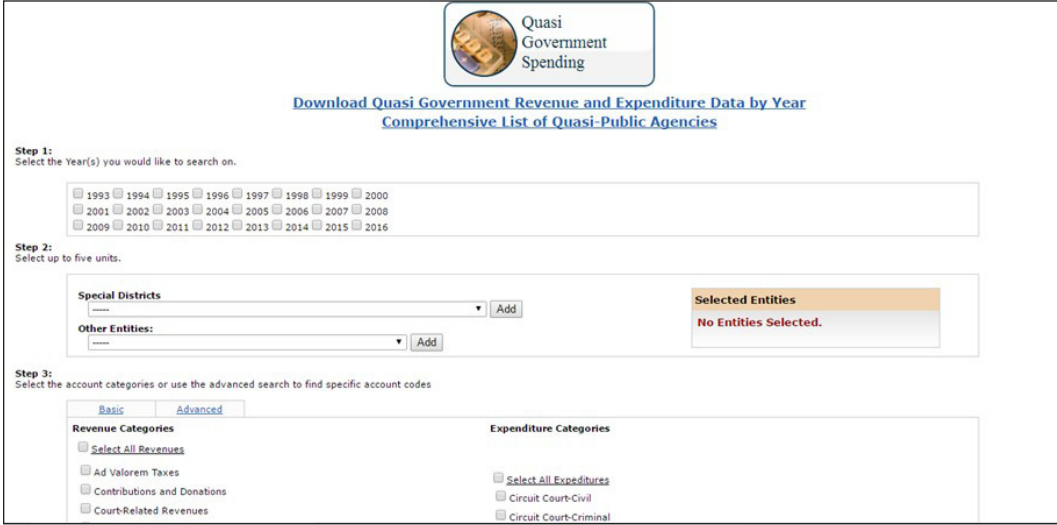 Quasi
Government
Spending
Download Quasi Government Revenue and Expenditure Data by Year
Comprehensive List of Quasi-Public Agencies
Step 1:
Select the Year(s) you would like to search on.
1993 1994 1995 1996 1997 1998 1999 2000
2001 2002 2003 2004 2005 2006 2007 2008
2009 2010 2011 2012 2013 2014 2015 2016
Step 2:
Select up to five units.
Special Districts
----- Add
Other Entities:
----- Add
Selected Entities
No Entities Selected.
Step 3:
Select the account categories or use the advanced search to find specific account codes
Basic Advanced
Revenue Categories
Select All Revenues
Ad Valorem Taxes
Contributions and Donations
Court-Related Revenues
Expenditure Categories
Select All Expeditures
Circuit Court-Civil
Circuit Court-Criminal